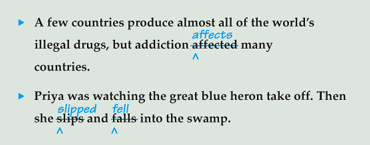 ▶ A few countries produce almost all of the world's
affects
illegal drugs, but addiction affected many
^
countries.
▶ Priya was watching the great blue heron take off. Then
slipped fell
she slips and falls into the swamp.
^ ^